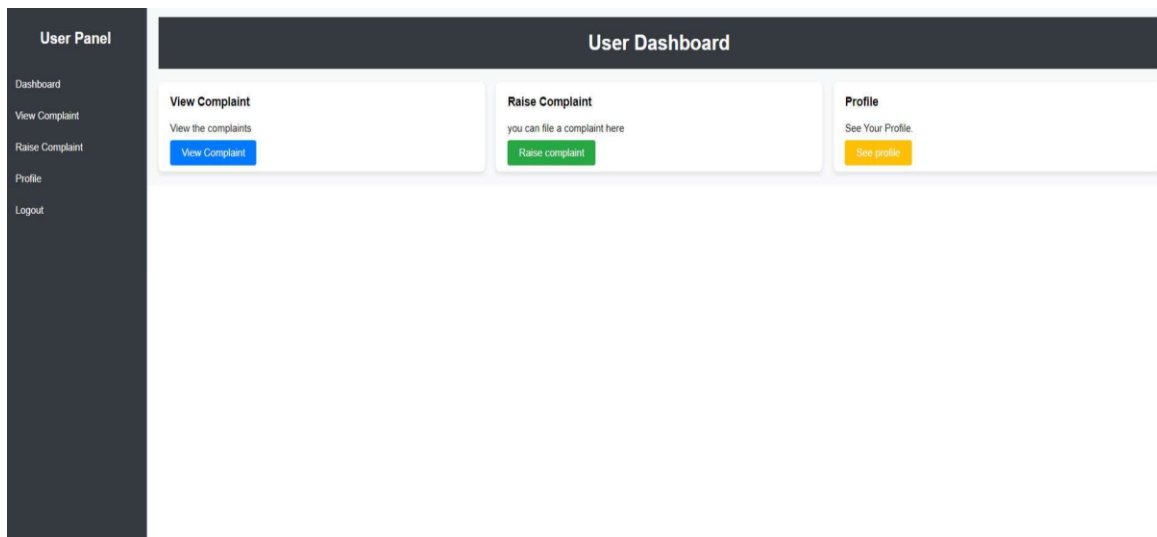 User Panel
Dashboard
View Complaint
Raise Complaint
Profile
Logout
User Dashboard
View Complaint
View the complaints
View Complaint
Raise Complaint
you can file a complaint here
Raise complaint
Profile
See Your Profile.
See profile